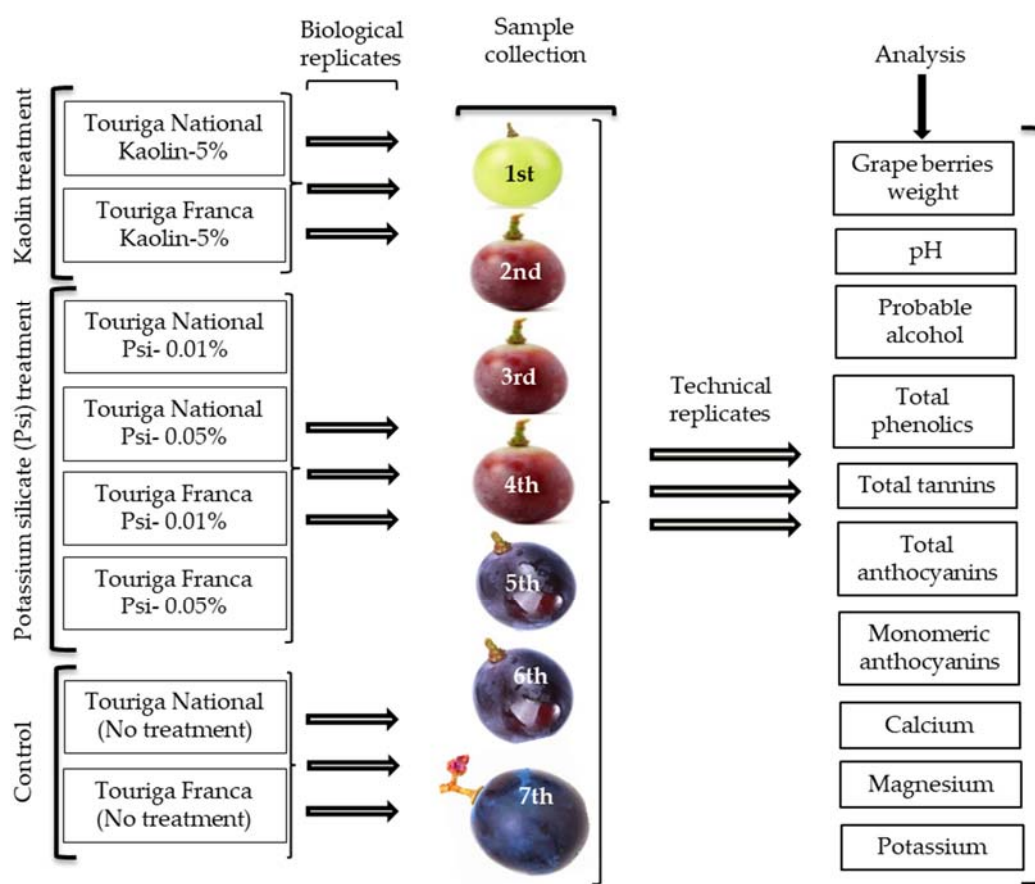 Biological
replicates
Sample
collection
Analysis
Kaolin treatment
Touriga National
Kaolin-5%
Touriga Franca
Kaolin-5%
Potassium silicate (Psi) treatment
Touriga National
Psi- 0.01%
Touriga National
Psi- 0.05%
Touriga Franca
Psi- 0.01%
Touriga Franca
Psi- 0.05%
Control
Touriga National
(No treatment)
Touriga Franca
(No treatment)
1st
2nd
3rd
4th
5th
6th
7th
Technical
replicates
Grape berries
weight
pH
Probable
alcohol
Total
phenolics
Total tannins
Total
anthocyanins
Monomeric
anthocyanins
Calcium
Magnesium
Potassium